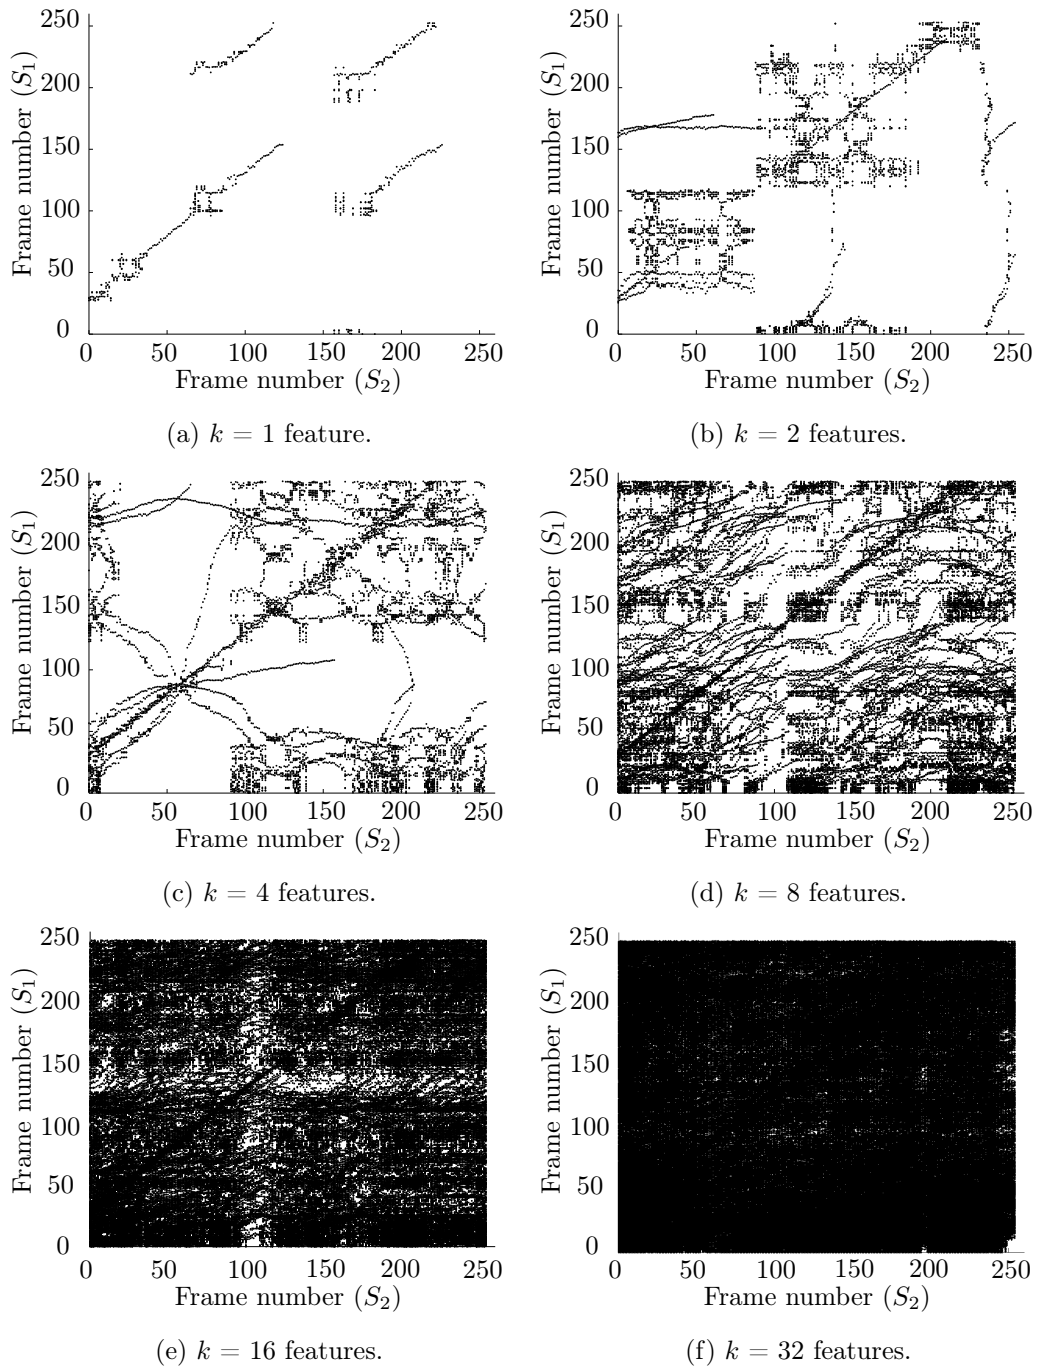 250
200
150
100
50
0
Frame number (S₁)
0 50 100 150 200 250
Frame number (S₂)
(a) k = 1 feature.
250
200
150
100
50
0
Frame number (S₁)
0 50 100 150 200 250
Frame number (S₂)
(b) k = 2 features.
250
200
150
100
50
0
Frame number (S₁)
0 50 100 150 200 250
Frame number (S₂)
(c) k = 4 features.
250
200
150
100
50
0
Frame number (S₁)
0 50 100 150 200 250
Frame number (S₂)
(d) k = 8 features.
250
200
150
100
50
0
Frame number (S₁)
0 50 100 150 200 250
Frame number (S₂)
(e) k = 16 features.
250
200
150
100
50
0
Frame number (S₁)
0 50 100 150 200 250
Frame number (S₂)
(f) k = 32 features.